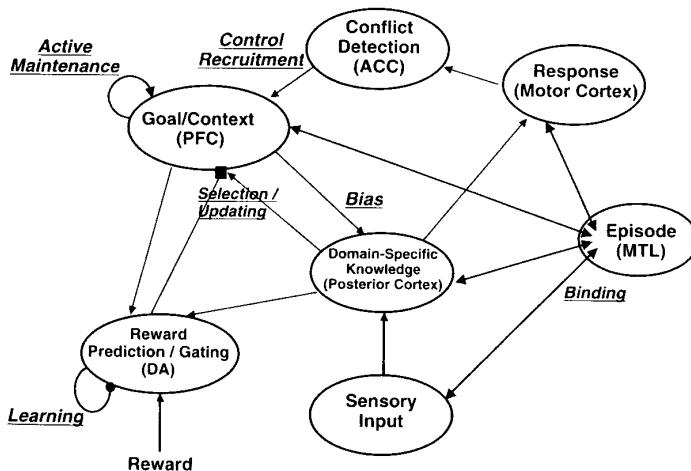 Active
Maintenance
Control
Recruitment
Conflict
Detection
(ACC)
Response
(Motor Cortex)
Goal/Context
(PFC)
Selection /
Updating
Bias
Episode
(MTL)
Domain-Specific
Knowledge
(Posterior Cortex)
Binding
Reward
Prediction / Gating
(DA)
Learning
Sensory
Input
Reward